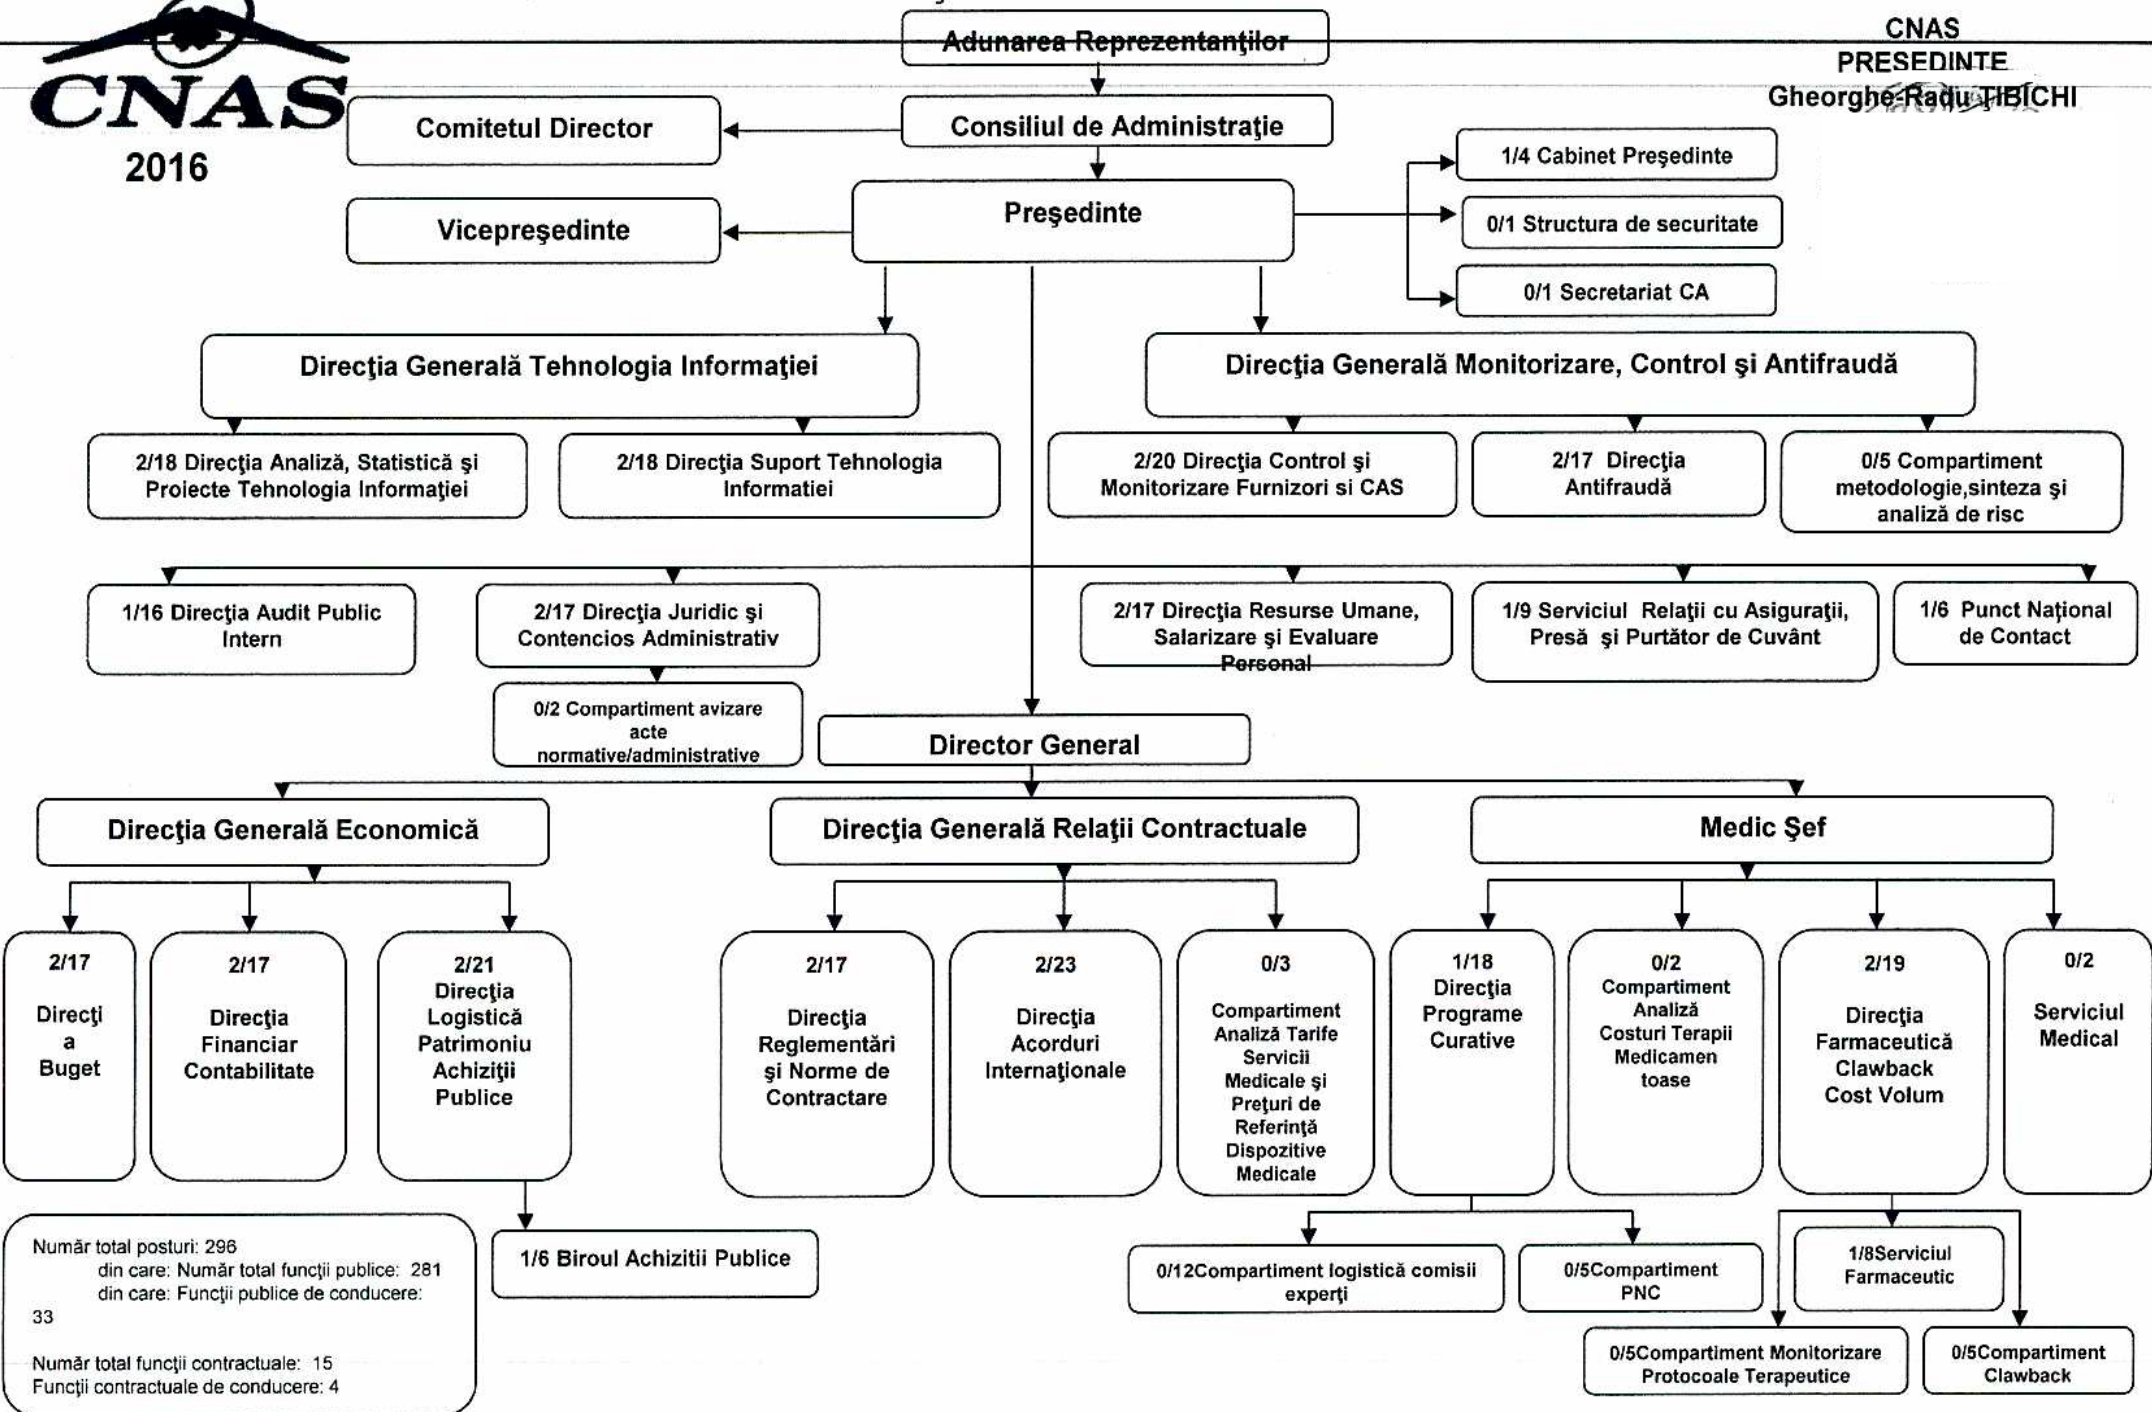 CNAS
2016
Adunarea Reprezentanţilor
CNAS
PRESEDINTE
Gheorghe-Radu ŢIBICHI
Comitetul Director
Consiliul de Administraţie
1/4 Cabinet Preşedinte
Vicepreşedinte
Preşedinte
0/1 Structura de securitate
0/1 Secretariat CA
Direcţia Generală Tehnologia Informaţiei
Direcţia Generală Monitorizare, Control şi Antifraudă
2/18 Direcţia Analiză, Statistică şi
Proiecte Tehnologia Informaţiei
2/18 Direcţia Suport Tehnologia
Informatiei
2/20 Direcţia Control şi
Monitorizare Furnizori si CAS
2/17 Direcţia
Antifraudă
0/5 Compartiment
metodologie,sinteza şi
analiză de risc
1/16 Direcţia Audit Public
Intern
2/17 Direcţia Juridic şi
Contencios Administrativ
2/17 Direcţia Resurse Umane,
Salarizare şi Evaluare
Personal
1/9 Serviciul Relaţii cu Asiguraţii,
Presă şi Purtător de Cuvânt
1/6 Punct Naţional
de Contact
0/2 Compartiment avizare
acte
normative/administrative
Director General
Direcţia Generală Economică
Direcţia Generală Relaţii Contractuale
Medic Şef
2/17
Direcţi
a
Buget
2/17
Direcţia
Financiar
Contabilitate
2/21
Direcţia
Logistică
Patrimoniu
Achiziţii
Publice
2/17
Direcţia
Reglementări
şi Norme de
Contractare
2/23
Direcţia
Acorduri
Internaţionale
0/3
Compartiment
Analiză Tarife
Servicii
Medicale şi
Preţuri de
Referinţă
Dispozitive
Medicale
1/18
Direcţia
Programe
Curative
0/2
Compartiment
Analiză
Costuri Terapii
Medicamen
toase
2/19
Direcţia
Farmaceutică
Clawback
Cost Volum
0/2
Serviciul
Medical
1/6 Biroul Achizitii Publice
0/12Compartiment logistică comisii
experţi
0/5Compartiment
PNC
1/8Serviciul
Farmaceutic
0/5Compartiment Monitorizare
Protocoale Terapeutice
0/5Compartiment
Clawback
Număr total posturi: 296
din care: Număr total funcţii publice: 281
din care: Funcţii publice de conducere:
33
Număr total funcţii contractuale: 15
Funcţii contractuale de conducere: 4